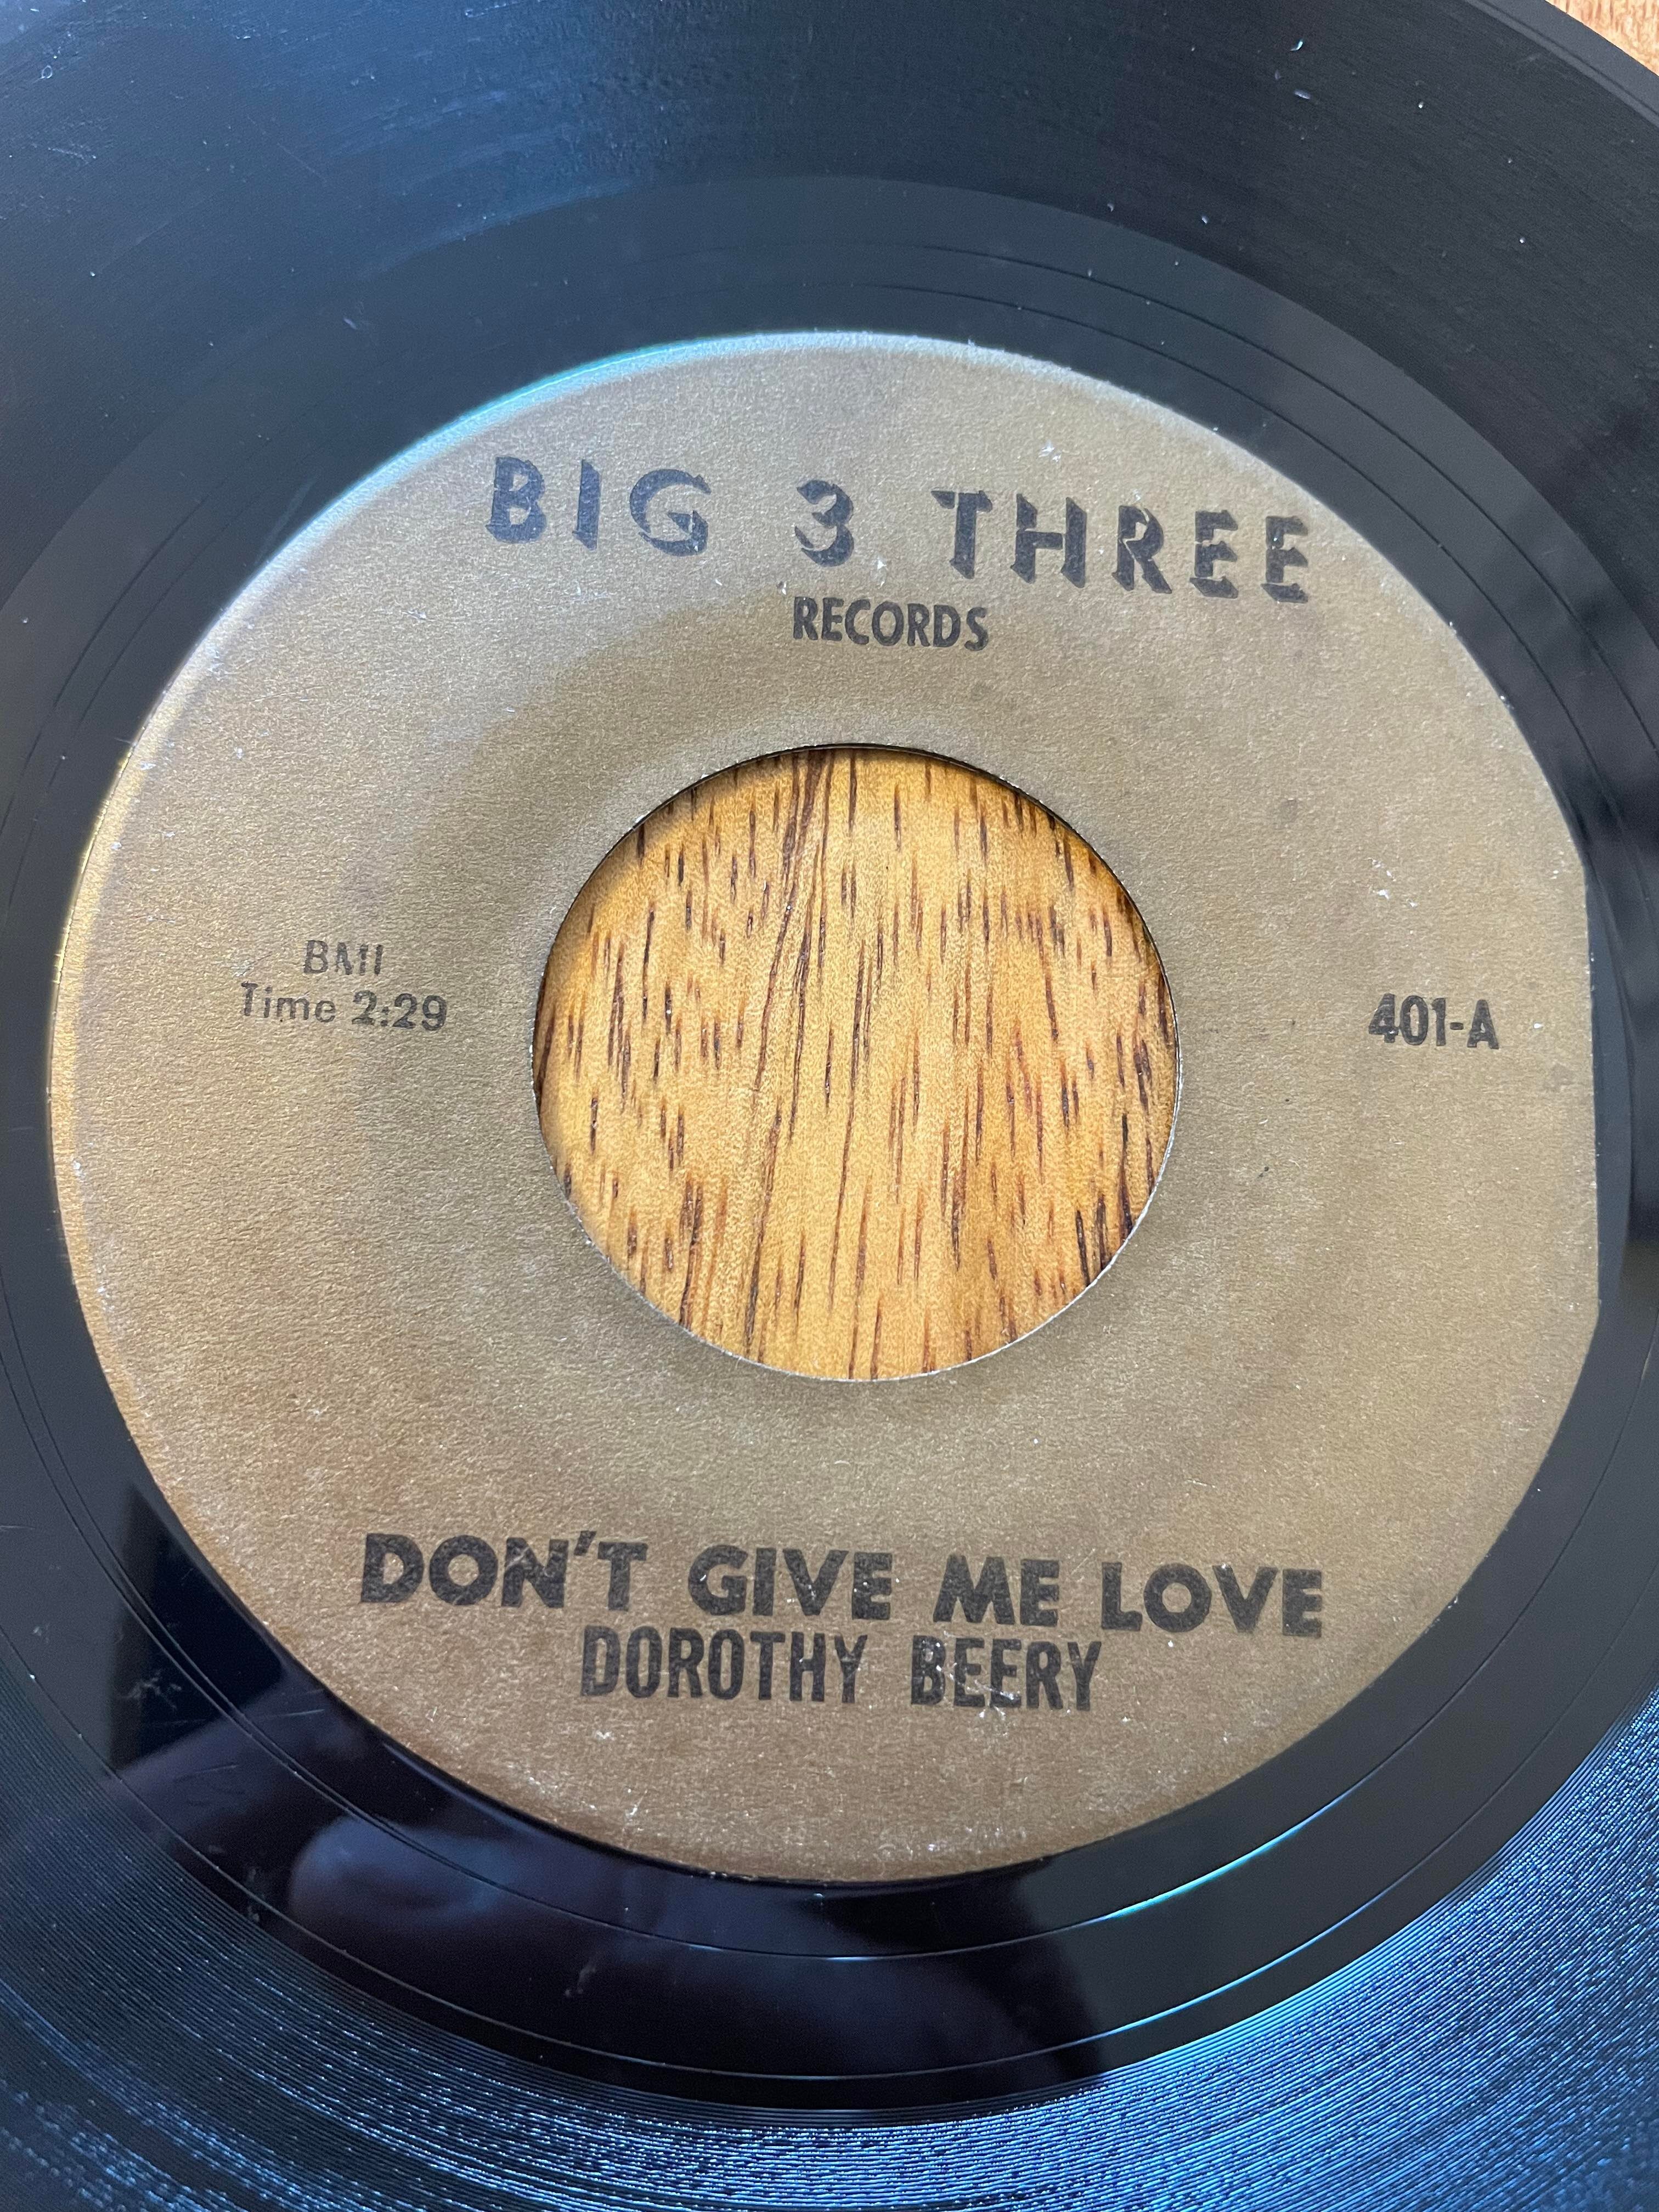 BIG 3 THREE
RECORDS
BMI
Time 2:29
401-A
DON'T GIVE ME LOVE
DOROTHY BEERY